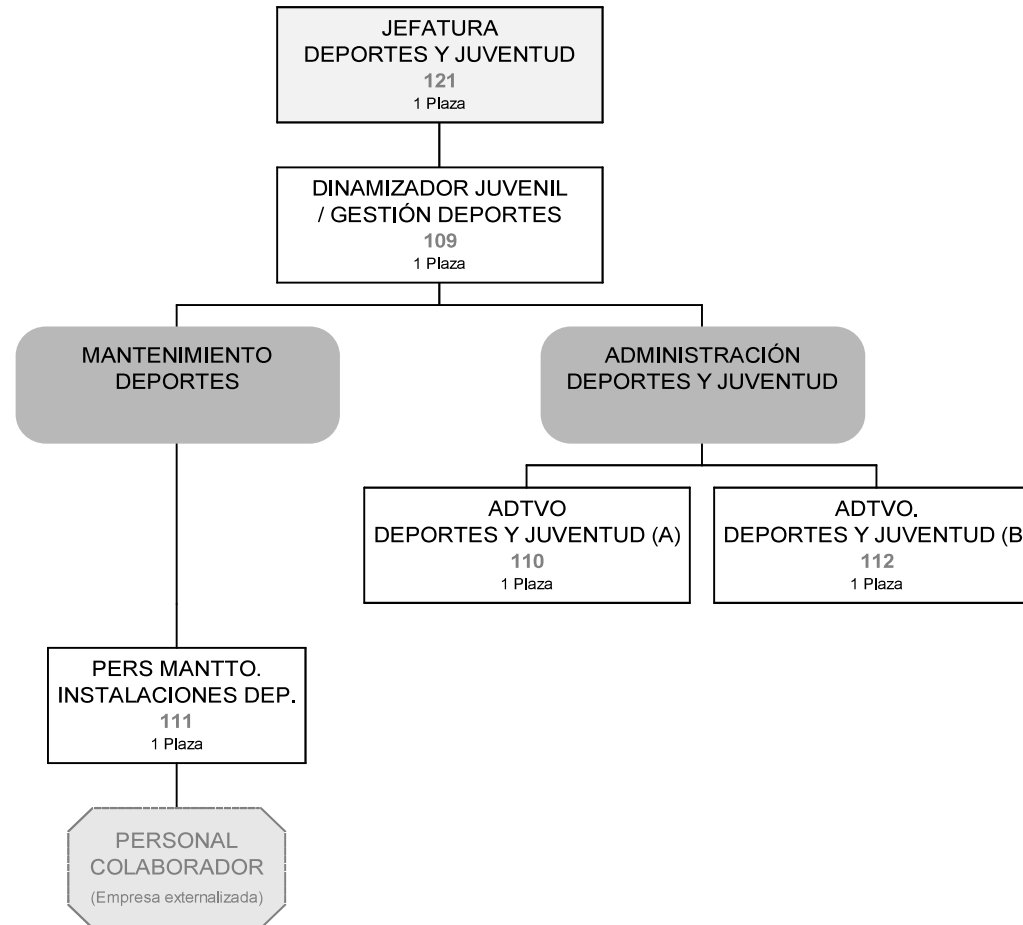 JEFATURA
DEPORTES Y JUVENTUD
121
1 Plaza
DINAMIZADOR JUVENIL
/ GESTIÓN DEPORTES
109
1 Plaza
MANTENIMIENTO
DEPORTES
ADMINISTRACIÓN
DEPORTES Y JUVENTUD
ADTVO
DEPORTES Y JUVENTUD (A)
110
1 Plaza
ADTVO.
DEPORTES Y JUVENTUD (B
112
1 Plaza
PERS MANTTO.
INSTALACIONES DEP.
111
1 Plaza
PERSONAL
COLABORADOR
(Empresa externalizada)